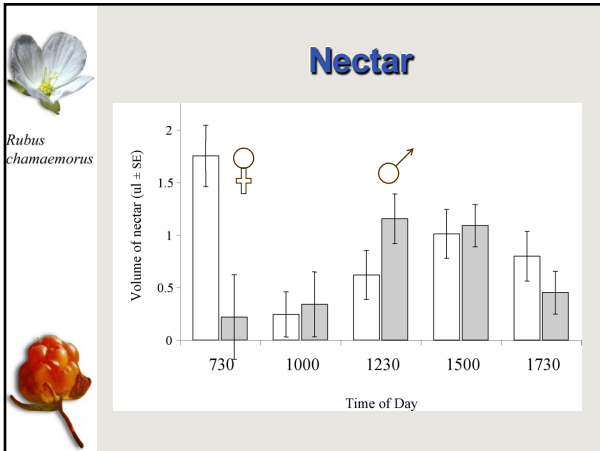 Nectar
Rubus
chamaemorus
Volume of nectar (ul ± SE)
2
1.5
1
0.5
0
♀
♂
730 1000 1230 1500 1730
Time of Day